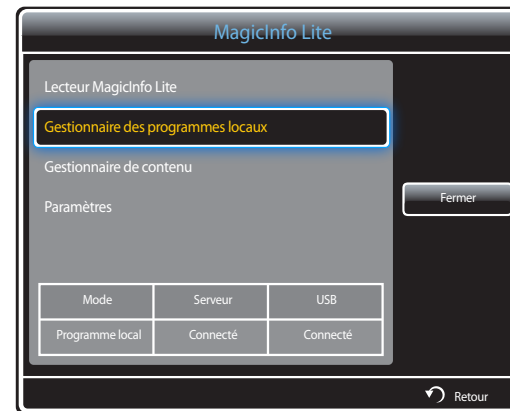 MagicInfo Lite
Lecteur MagicInfo Lite
Gestionnaire des programmes locaux
Gestionnaire de contenu
Paramètres
Fermer
Mode Serveur USB
Programme local Connecté Connecté
Retour